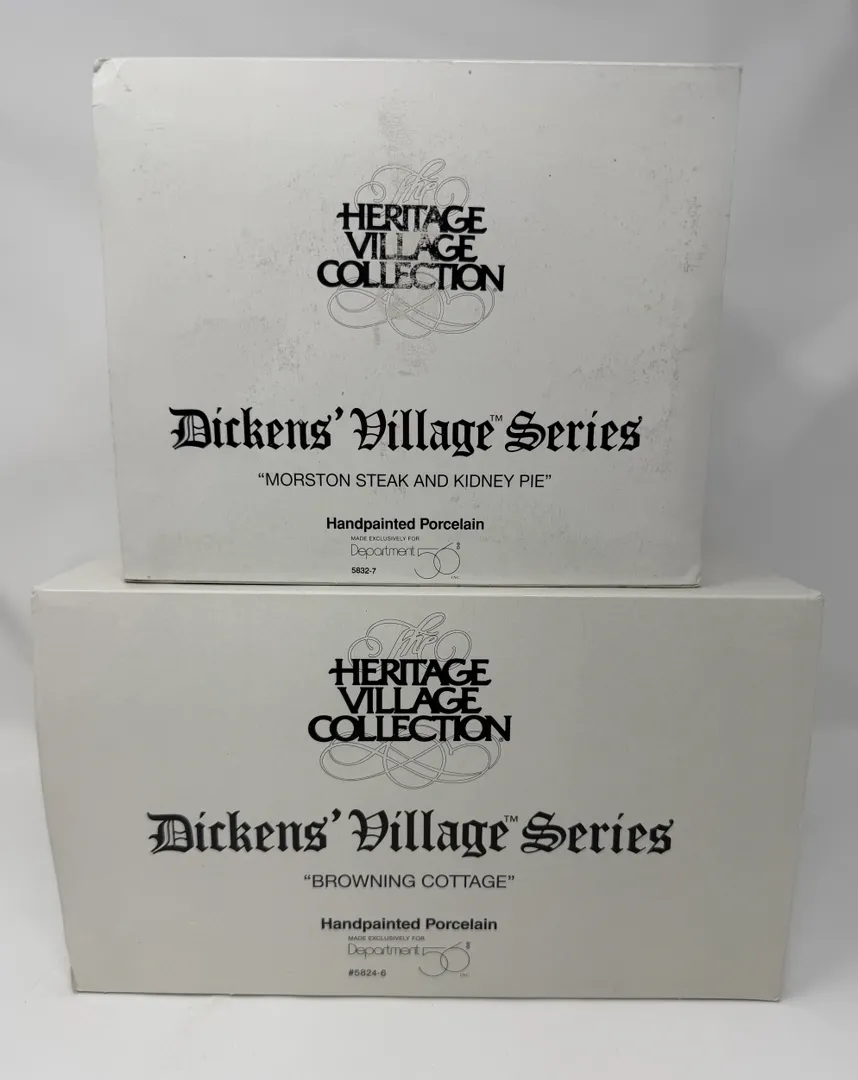 The
HERITAGE
VILLAGE
COLLECTION
Dickens' Village™ Series
"MORSTON STEAK AND KIDNEY PIE"
Handpainted Porcelain
MADE EXCLUSIVELY FOR
Department 56®
INC.
5832-7
The
HERITAGE
VILLAGE
COLLECTION
Dickens' Village™ Series
"BROWNING COTTAGE"
Handpainted Porcelain
MADE EXCLUSIVELY FOR
Department 56®
INC.
#5824-6